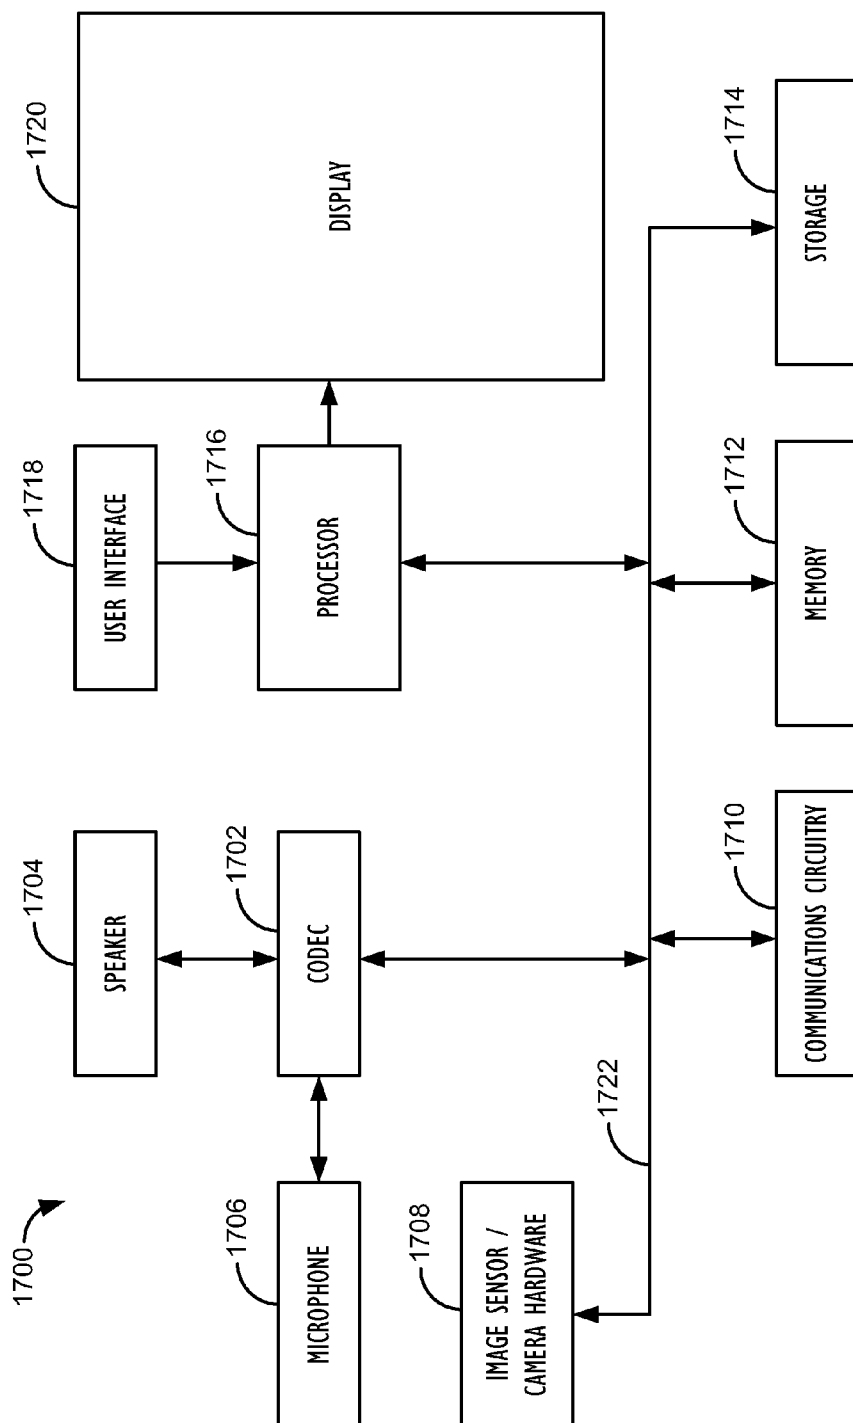 1700
MICROPHONE
1706
IMAGE SENSOR /
CAMERA HARDWARE
1708
SPEAKER
1704
CODEC
1702
1722
COMMUNICATIONS CIRCUITRY
1710
USER INTERFACE
1718
PROCESSOR
1716
MEMORY
1712
DISPLAY
1720
STORAGE
1714